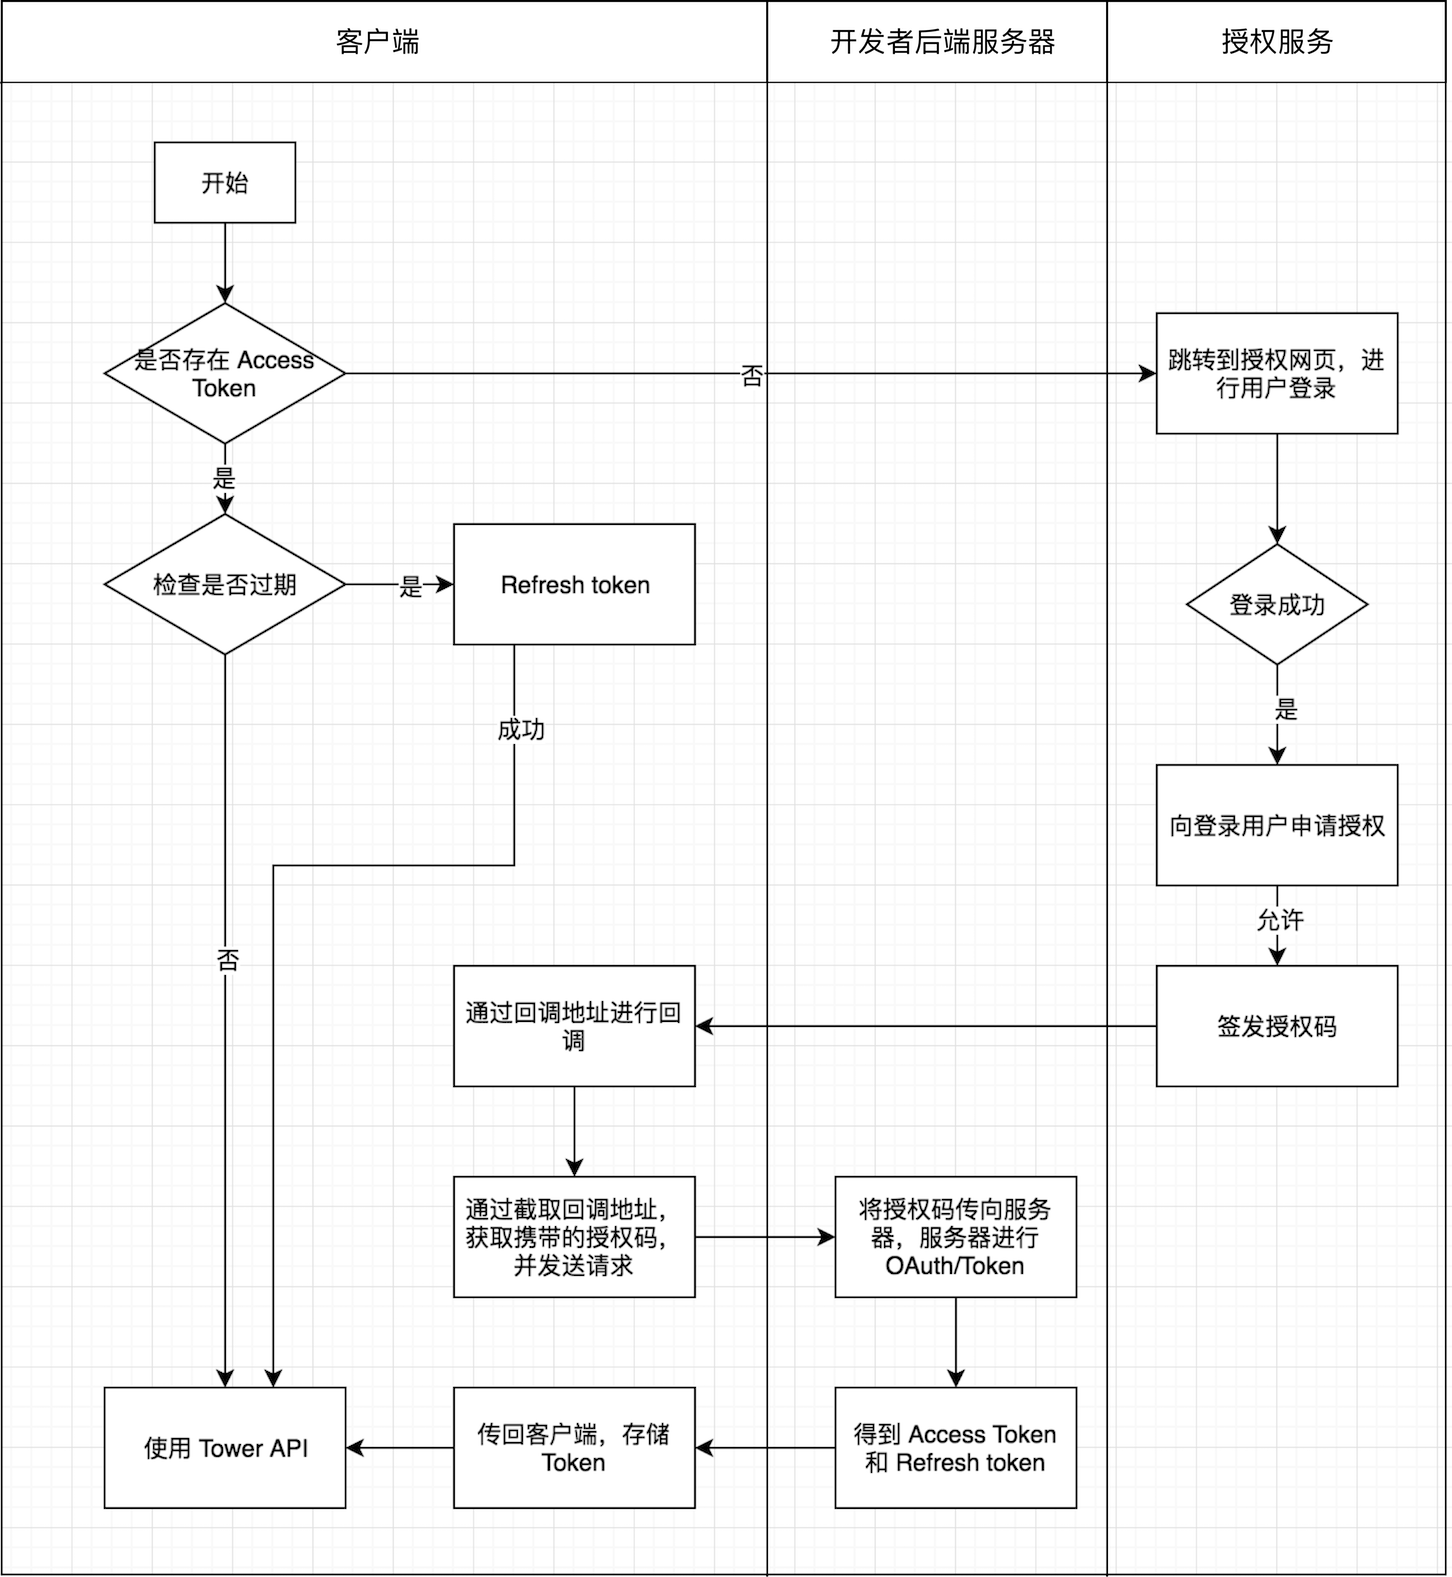 客户端
开发者后端服务器
授权服务
开始
是否存在 Access
Token
否
跳转到授权网页，进
行用户登录
是
检查是否过期
是
Refresh token
登录成功
是
成功
向登录用户申请授权
允许
否
通过回调地址进行回
调
签发授权码
通过截取回调地址，
获取携带的授权码，
并发送请求
将授权码传向服务
器，服务器进行
OAuth/Token
使用 Tower API
传回客户端，存储
Token
得到 Access Token
和 Refresh token